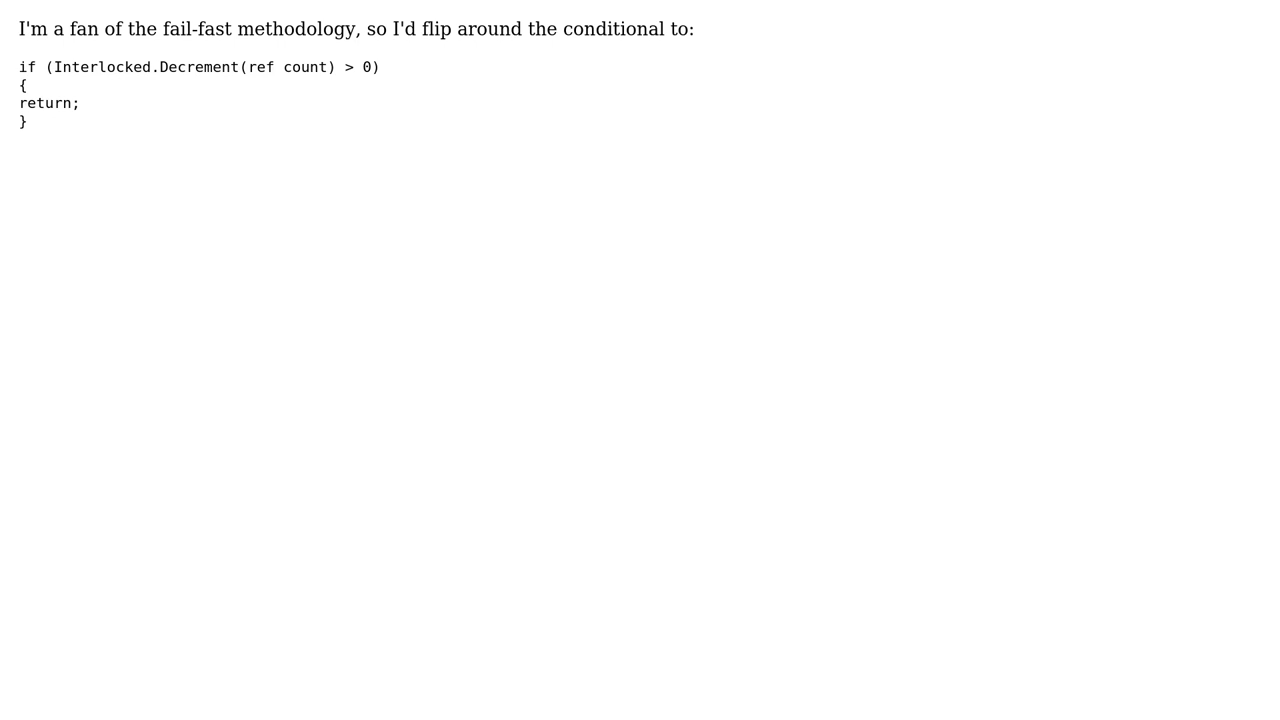 I'm a fan of the fail-fast methodology, so I'd flip around the conditional to:
if (Interlocked.Decrement(ref count) > 0)
{
return;
}